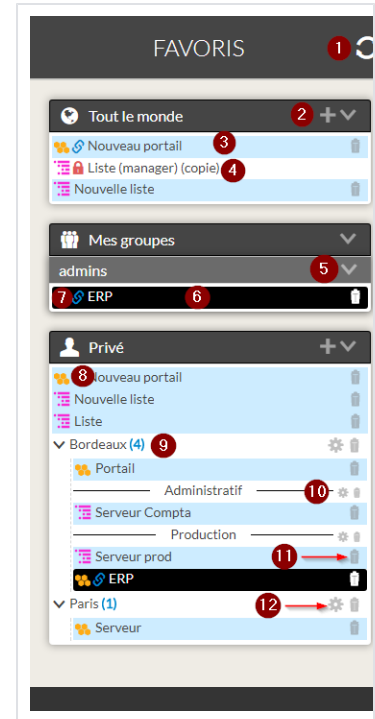 FAVORIS 1
Tout le monde 2
Nouveau portail 3
Liste (manager) (copie) 4
Nouvelle liste
Mes groupes
admins 5
7 ERP 6
Privé
8 Nouveau portail
Nouvelle liste
Liste
Bordeaux (4) 9
Portail
Administratif 10
Serveur Compta
Production
Serveur prod 11
ERP
Paris (1) 12
Serveur